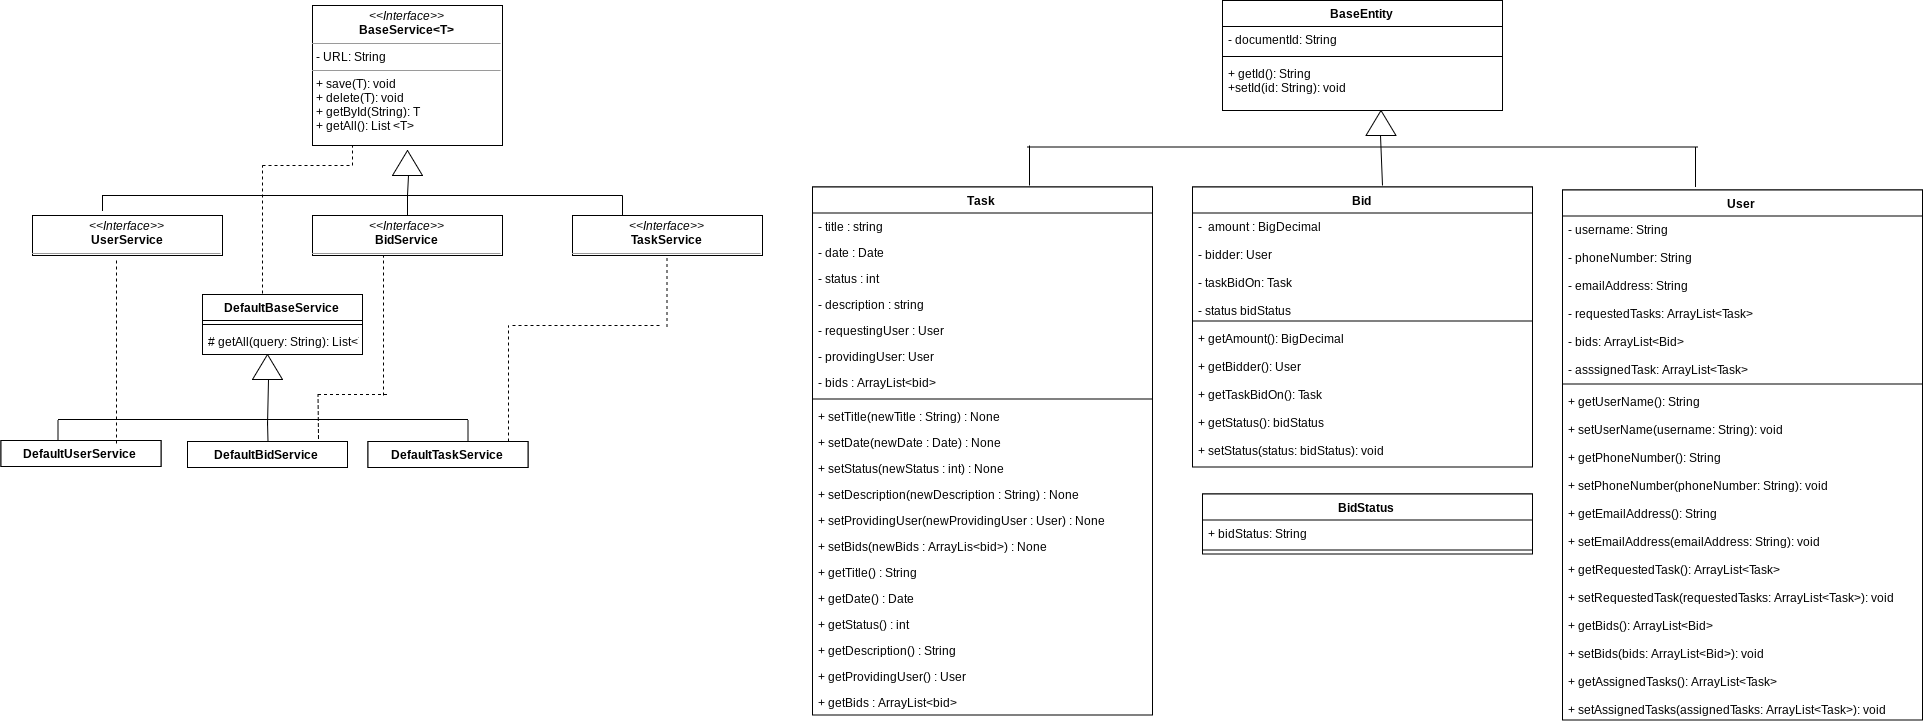 <<Interface>>
BaseService<T>
- URL: String
+ save(T): void
+ delete(T): void
+ getById(String): T
+ getAll(): List <T>
<<Interface>>
UserService
<<Interface>>
BidService
<<Interface>>
TaskService
DefaultBaseService
# getAll(query: String): List<
DefaultUserService
DefaultBidService
DefaultTaskService
BaseEntity
- documentId: String
+ getId(): String
+setId(id: String): void
Task
- title : string
- date : Date
- status : int
- description : string
- requestingUser : User
- providingUser: User
- bids : ArrayList<bid>
+ setTitle(newTitle : String) : None
+ setDate(newDate : Date) : None
+ setStatus(newStatus : int) : None
+ setDescription(newDescription : String) : None
+ setProvidingUser(newProvidingUser : User) : None
+ setBids(newBids : ArrayLis<bid>) : None
+ getTitle() : String
+ getDate() : Date
+ getStatus() : int
+ getDescription() : String
+ getProvidingUser() : User
+ getBids : ArrayList<bid>
Bid
- amount : BigDecimal
- bidder: User
- taskBidOn: Task
- status bidStatus
+ getAmount(): BigDecimal
+ getBidder(): User
+ getTaskBidOn(): Task
+ getStatus(): bidStatus
+ setStatus(status: bidStatus): void
BidStatus
+ bidStatus: String
User
- username: String
- phoneNumber: String
- emailAddress: String
- requestedTasks: ArrayList<Task>
- bids: ArrayList<Bid>
- asssignedTask: ArrayList<Task>
+ getUserName(): String
+ setUserName(username: String): void
+ getPhoneNumber(): String
+ setPhoneNumber(phoneNumber: String): void
+ getEmailAddress(): String
+ setEmailAddress(emailAddress: String): void
+ getRequestedTask(): ArrayList<Task>
+ setRequestedTask(requestedTasks: ArrayList<Task>): void
+ getBids(): ArrayList<Bid>
+ setBids(bids: ArrayList<Bid>): void
+ getAssignedTasks(): ArrayList<Task>
+ setAssignedTasks(assignedTasks: ArrayList<Task>): void